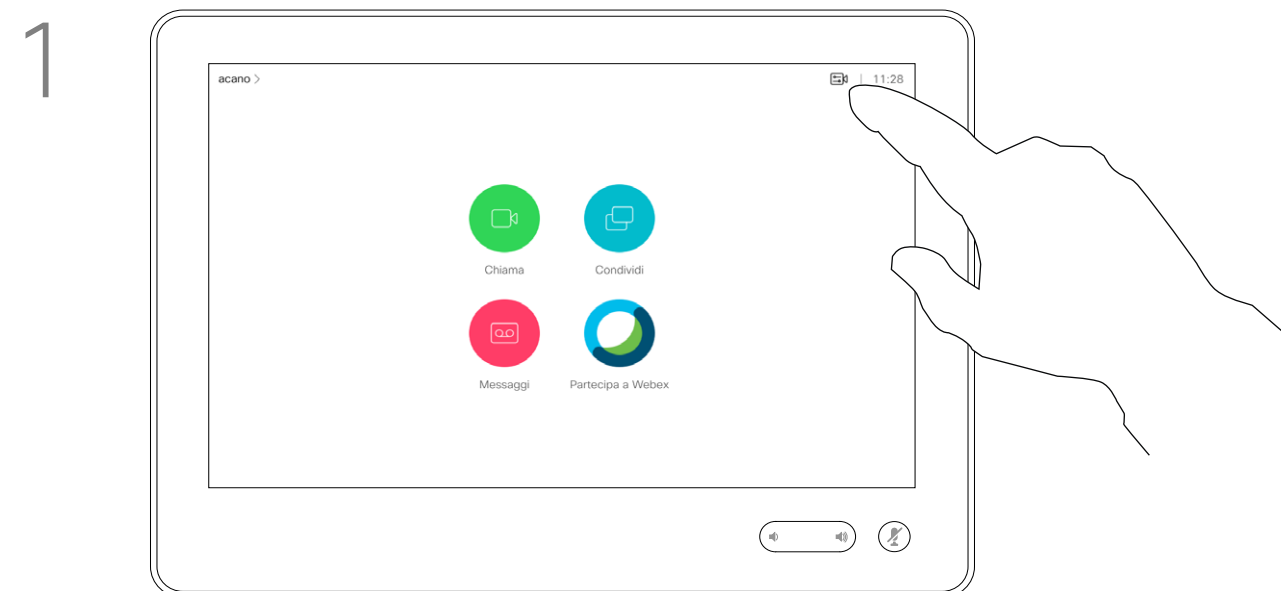 1
acano
11:28
Chiama
Condividi
Messaggi
Partecipa a Webex